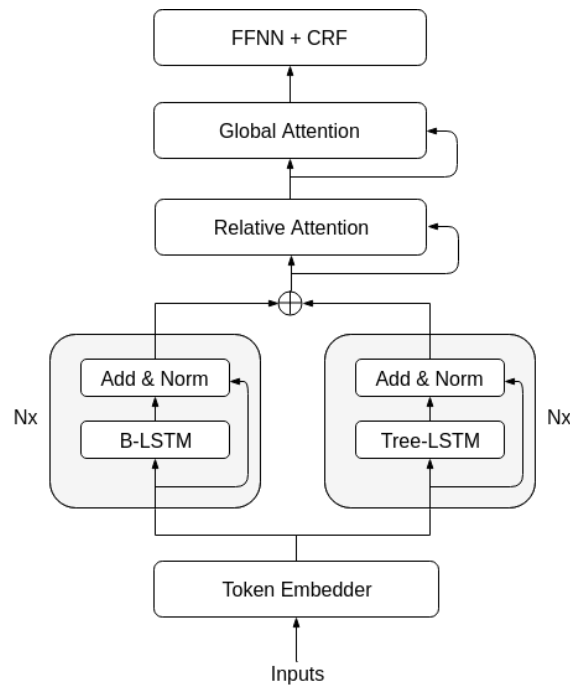 FFNN + CRF
Global Attention
Relative Attention
Add & Norm
Add & Norm
Nx
Nx
B-LSTM
Tree-LSTM
Token Embedder
Inputs